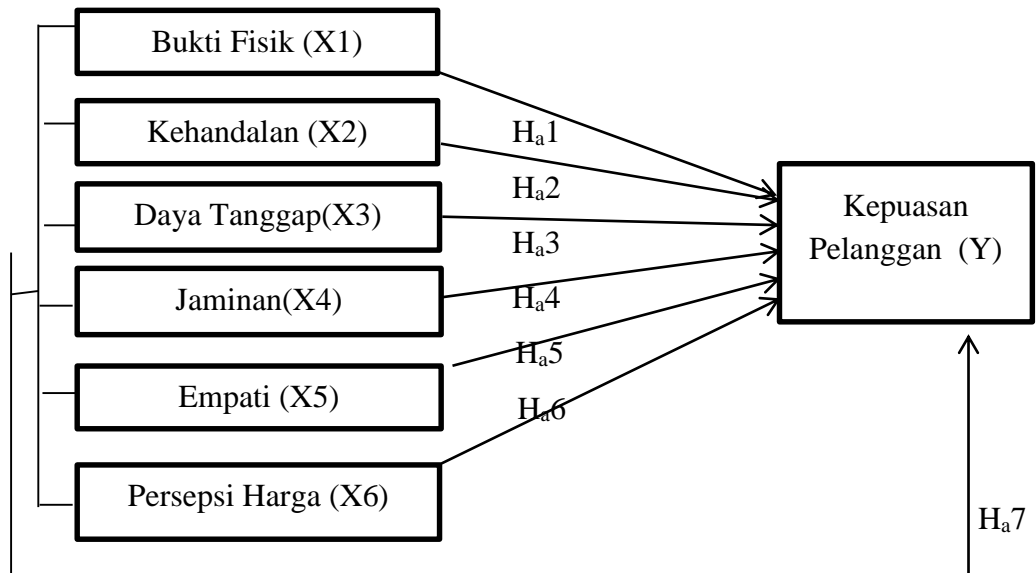 Bukti Fisik (X1)
Kehandalan (X2)
Daya Tanggap(X3)
Jaminan(X4)
Empati (X5)
Persepsi Harga (X6)
Hₐ1
Hₐ2
Hₐ3
Hₐ4
Hₐ5
Hₐ6
Kepuasan
Pelanggan (Y)
Hₐ7